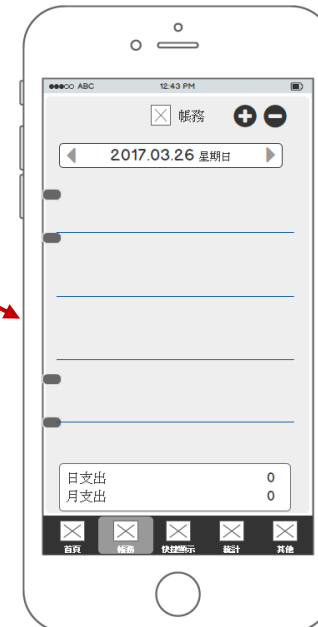 ABC 12:43 PM
帳務
2017.03.26 星期日
日支出 0
月支出 0
首頁 帳務 快捷顯示 統計 其他